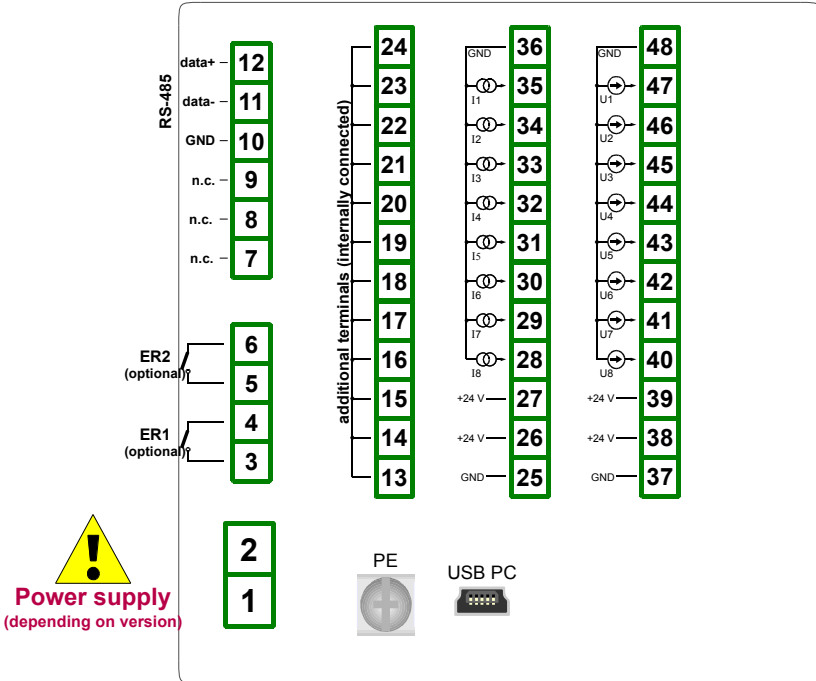 RS-485
data+
12
data-
11
GND
10
n.c.
9
n.c.
8
n.c.
7
ER2
(optional)
6
5
ER1
(optional)
4
3
Power supply
(depending on version)
2
1
additional terminals (internally connected)
24
23
22
21
20
19
18
17
16
15
14
13
PE
USB PC
GND
36
I1
35
I2
34
I3
33
I4
32
I5
31
I6
30
I7
29
I8
28
+24 V
27
+24 V
26
GND
25
GND
48
U1
47
U2
46
U3
45
U4
44
U5
43
U6
42
U7
41
U8
40
+24 V
39
+24 V
38
GND
37